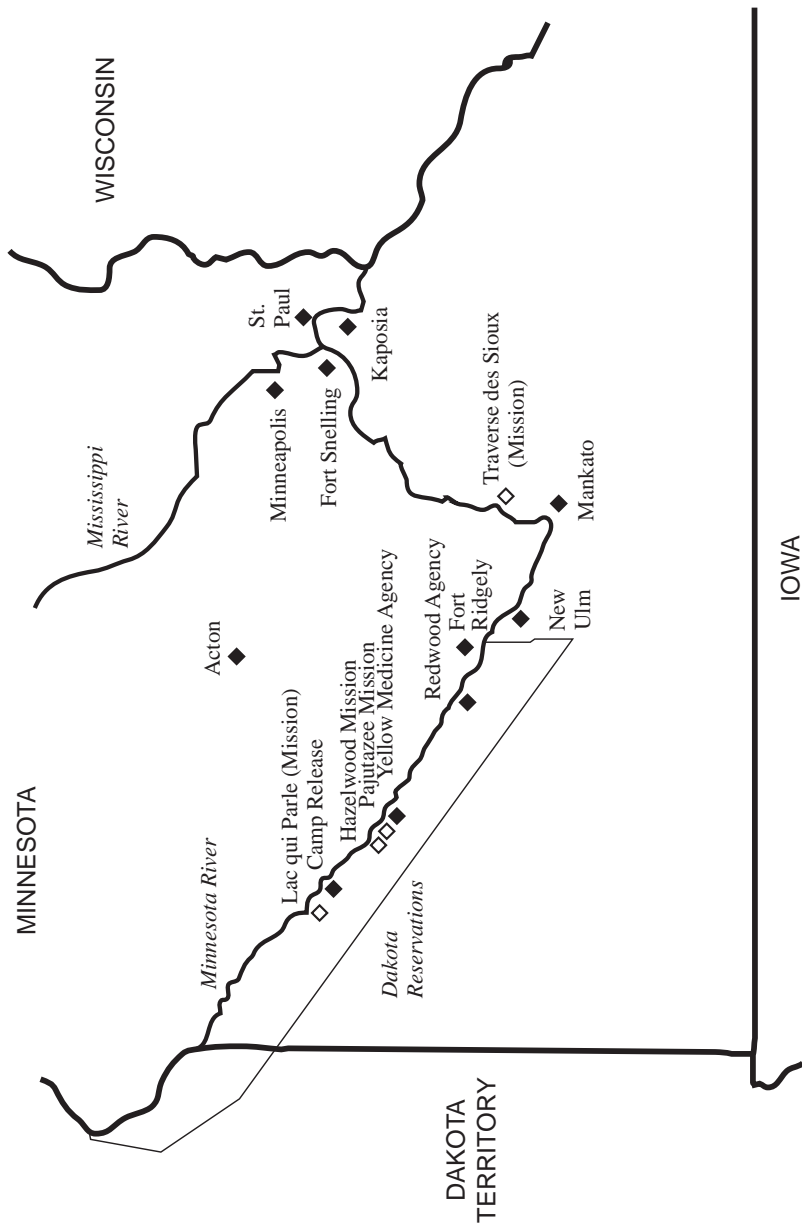 MINNESOTA
WISCONSIN
Mississippi
River
Minnesota River
Acton
St.
Paul
Minneapolis
Fort Snelling
Kaposia
Lac qui Parle (Mission)
Camp Release
Hazelwood Mission
Pajutazee Mission
Yellow Medicine Agency
Redwood Agency
Fort
Ridgely
Traverse des Sioux
(Mission)
Mankato
New
Ulm
Dakota
Reservations
DAKOTA
TERRITORY
IOWA